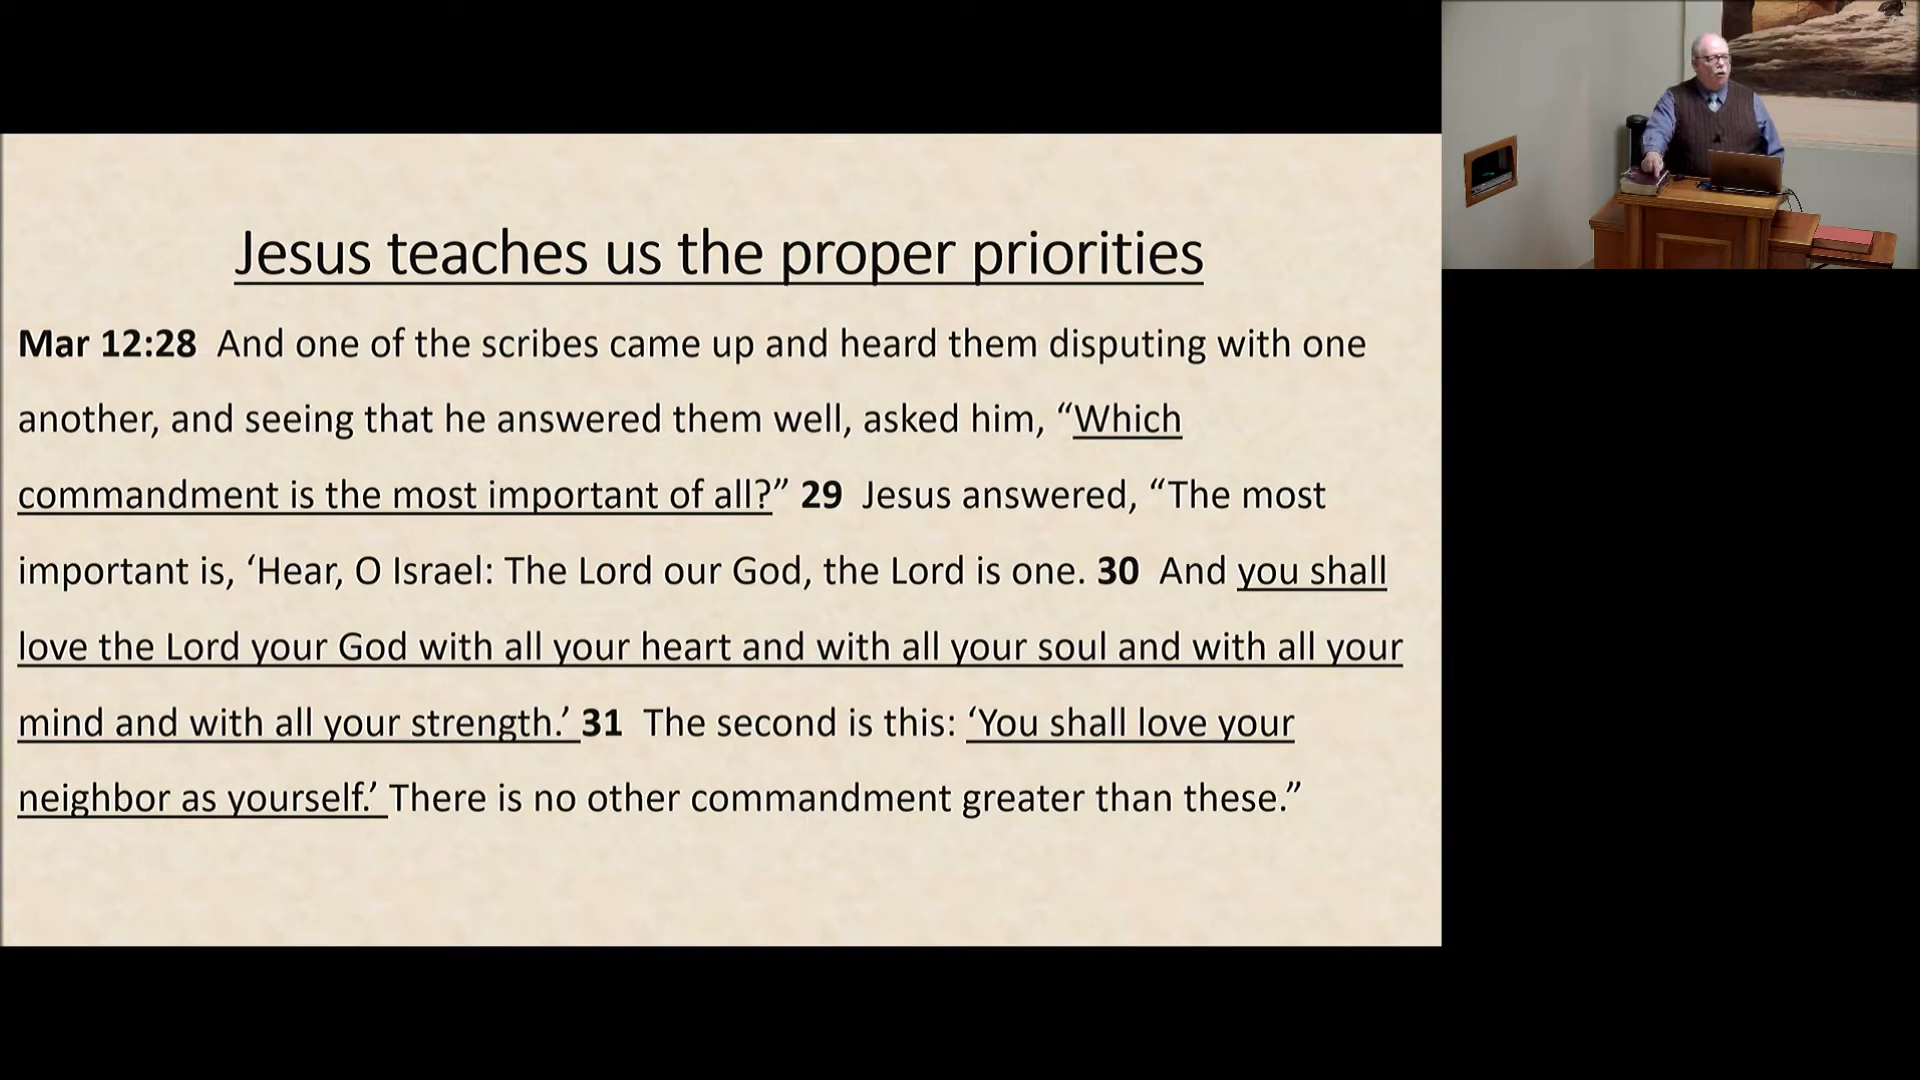 Jesus teaches us the proper priorities
Mar 12:28  And one of the scribes came up and heard them disputing with one
another, and seeing that he answered them well, asked him, “Which
commandment is the most important of all?” 29  Jesus answered, “The most
important is, ‘Hear, O Israel: The Lord our God, the Lord is one. 30  And you shall
love the Lord your God with all your heart and with all your soul and with all your
mind and with all your strength.’ 31  The second is this: ‘You shall love your
neighbor as yourself.’ There is no other commandment greater than these.”